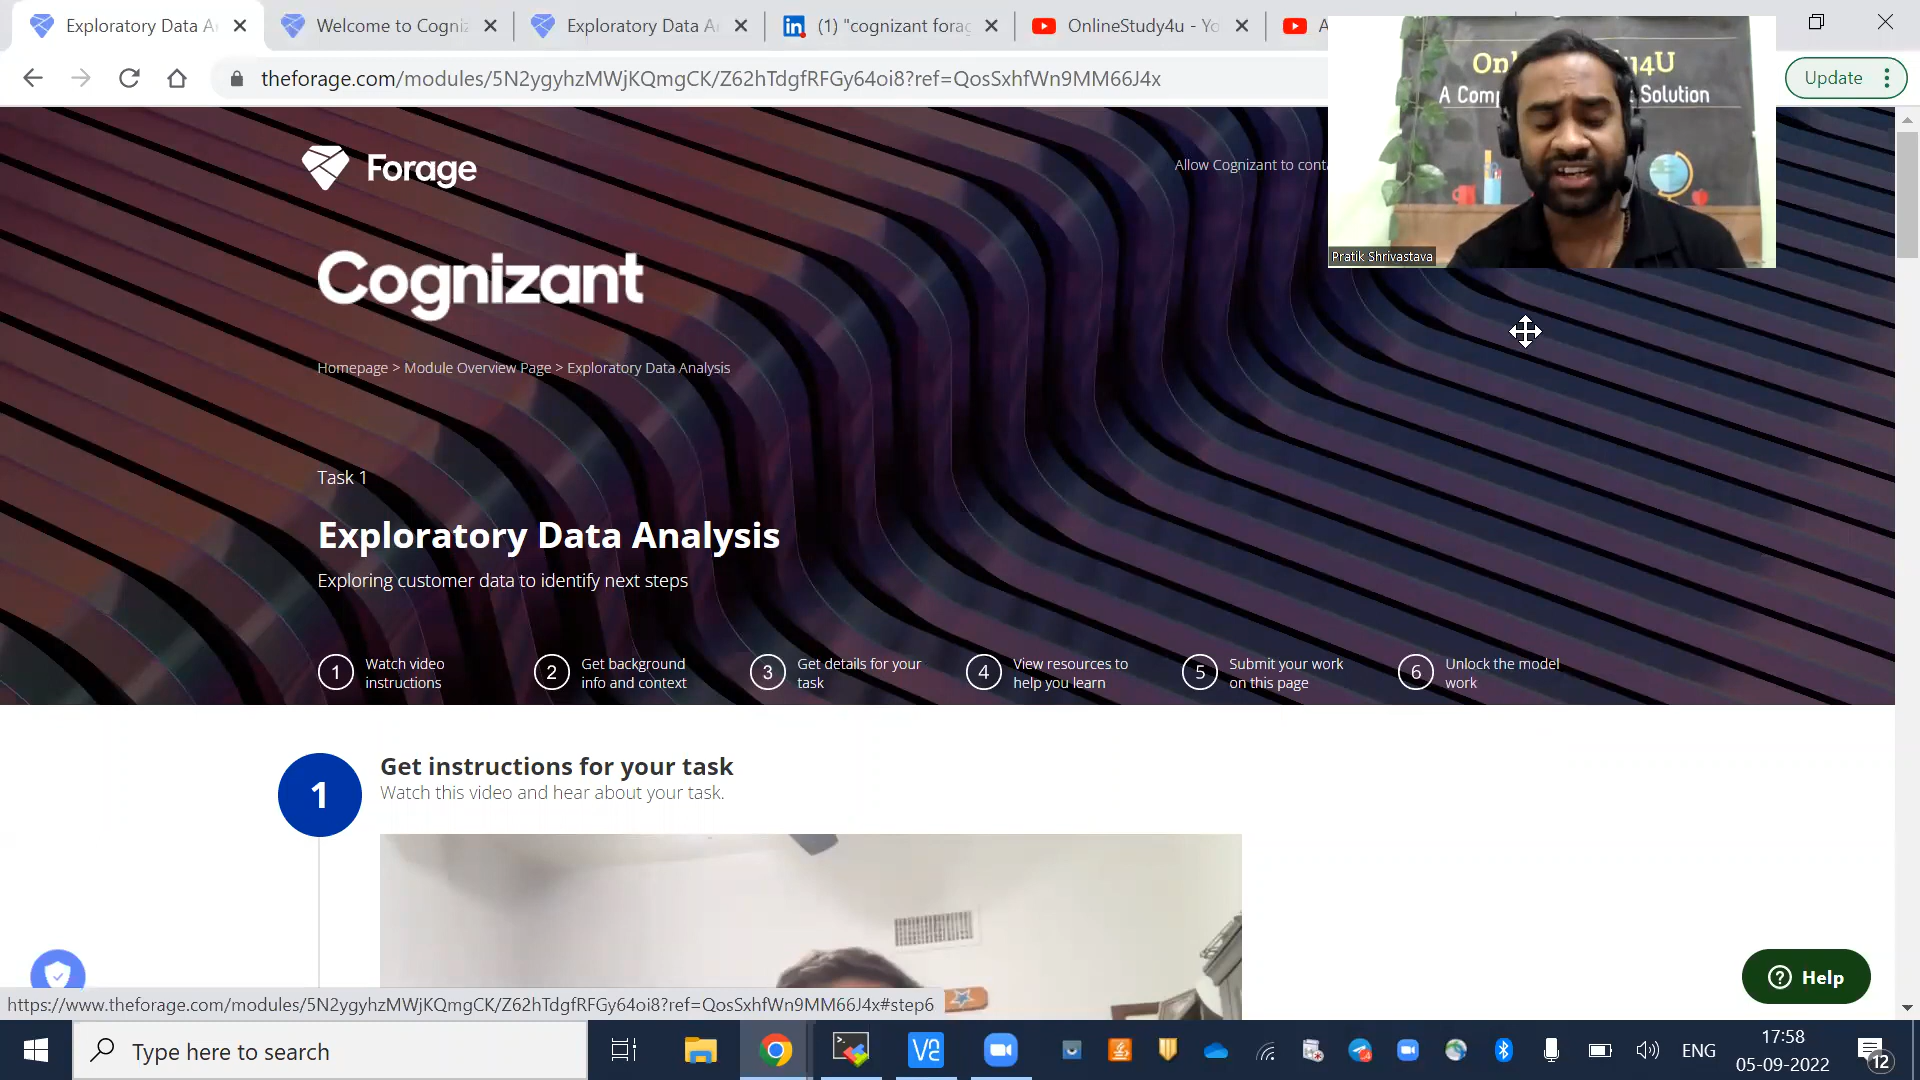 Exploratory Data A
Welcome to Cogniz
Exploratory Data A
(1) "cognizant forag
OnlineStudy4u - Yo
theforage.com/modules/5N2ygyhzMWjKQmgCK/Z62hTdgfRFGy64oi8?ref=QosSxhfWn9MM66J4x
Update
Solution
Pratik Shrivastava
Forage
Allow Cognizant to conta
Cognizant
Homepage > Module Overview Page > Exploratory Data Analysis
Task 1
Exploratory Data Analysis
Exploring customer data to identify next steps
1 Watch video
instructions
2 Get background
info and context
3 Get details for your
task
4 View resources to
help you learn
5 Submit your work
on this page
6 Unlock the model
work
1
Get instructions for your task
Watch this video and hear about your task.
Help
https://www.theforage.com/modules/5N2ygyhzMWjKQmgCK/Z62hTdgfRFGy64oi8?ref=QosSxhfWn9MM66J4x#step6
Type here to search
ENG
17:58
05-09-2022
12